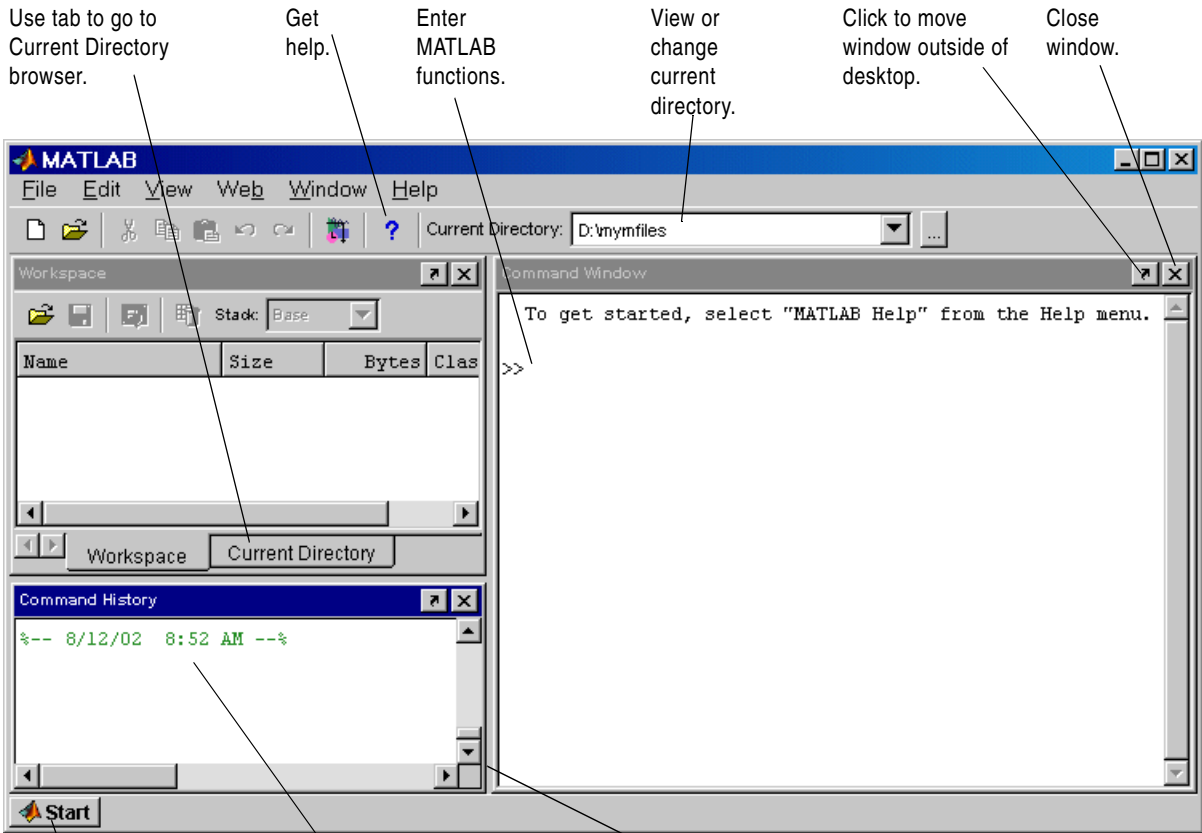 Use tab to go to
Current Directory
browser.
Get
help.
Enter
MATLAB
functions.
View or
change
current
directory.
Click to move
window outside of
desktop.
Close
window.
MATLAB
File Edit View Web Window Help
? Current Directory: D:\mymfiles ...
Workspace
Stack: Base
Name Size Bytes Clas
Workspace Current Directory
Command History
%-- 8/12/02 8:52 AM --%
Command Window
To get started, select "MATLAB Help" from the Help menu.
>>
Start